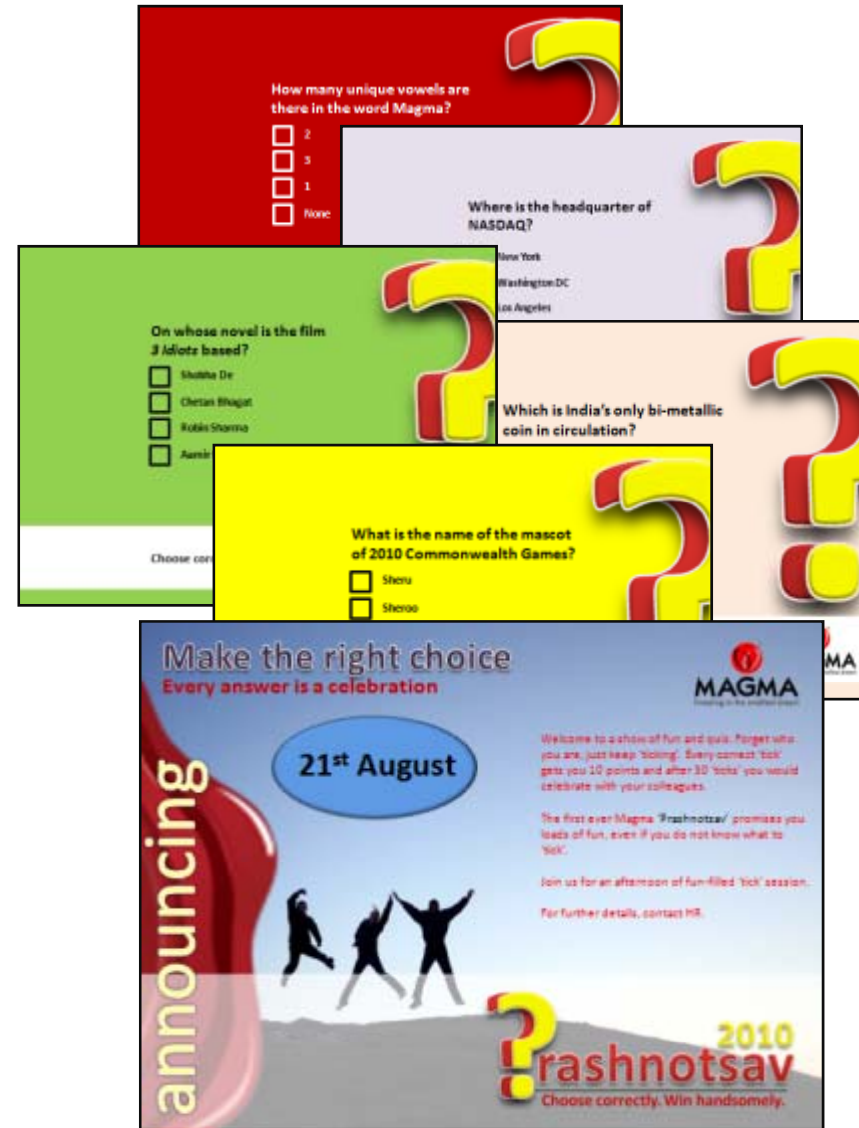 How many unique vowels are
there in the word Magma?
2
3
1
None
Where is the headquarter of
NASDAQ?
New York
Washington DC
Los Angeles
On whose novel is the film
3 Idiots based?
Shobha De
Chetan Bhagat
Robin Sharma
Aamir
Choose corr
Which is India's only bi-metallic
coin in circulation?
MA
What is the name of the mascot
of 2010 Commonwealth Games?
Sheru
Sheroo
Make the right choice
Every answer is a celebration
MAGMA
announcing
21st August
Welcome to a show of fun and quiz. Forget who
you are, just keep 'ticking'. Every correct 'tick'
gets you 10 points and after 30 'ticks' you would
celebrate with your colleagues.
The first ever Magma 'Prashnotsav' promises you
loads of fun, even if you do not know what to
'tick'.
Join us for an afternoon of fun-filled 'tick' session.
For further details, contact HR.
2010
?rashnotsav
Choose correctly. Win handsomely.